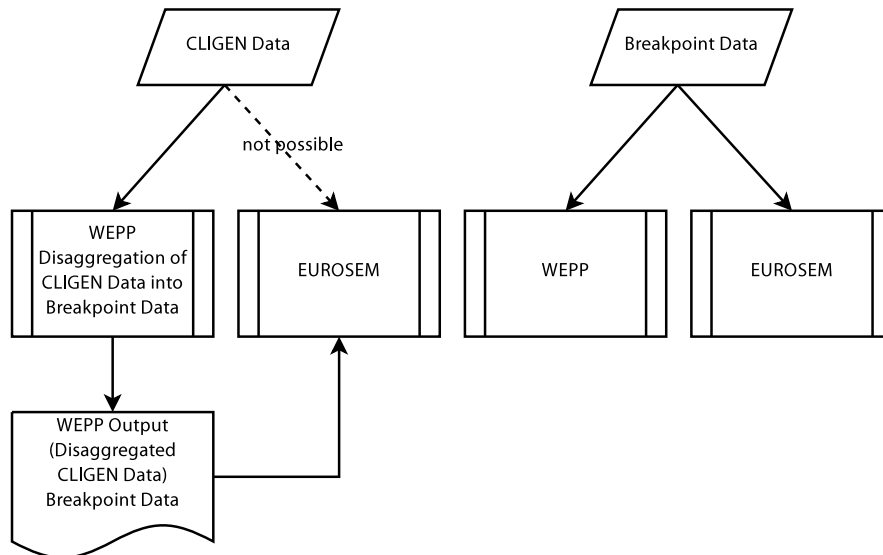 CLIGEN Data
Breakpoint Data
not possible
WEPP
Disaggregation of
CLIGEN Data into
Breakpoint Data
EUROSEM
WEPP
EUROSEM
WEPP Output
(Disaggregated
CLIGEN Data)
Breakpoint Data